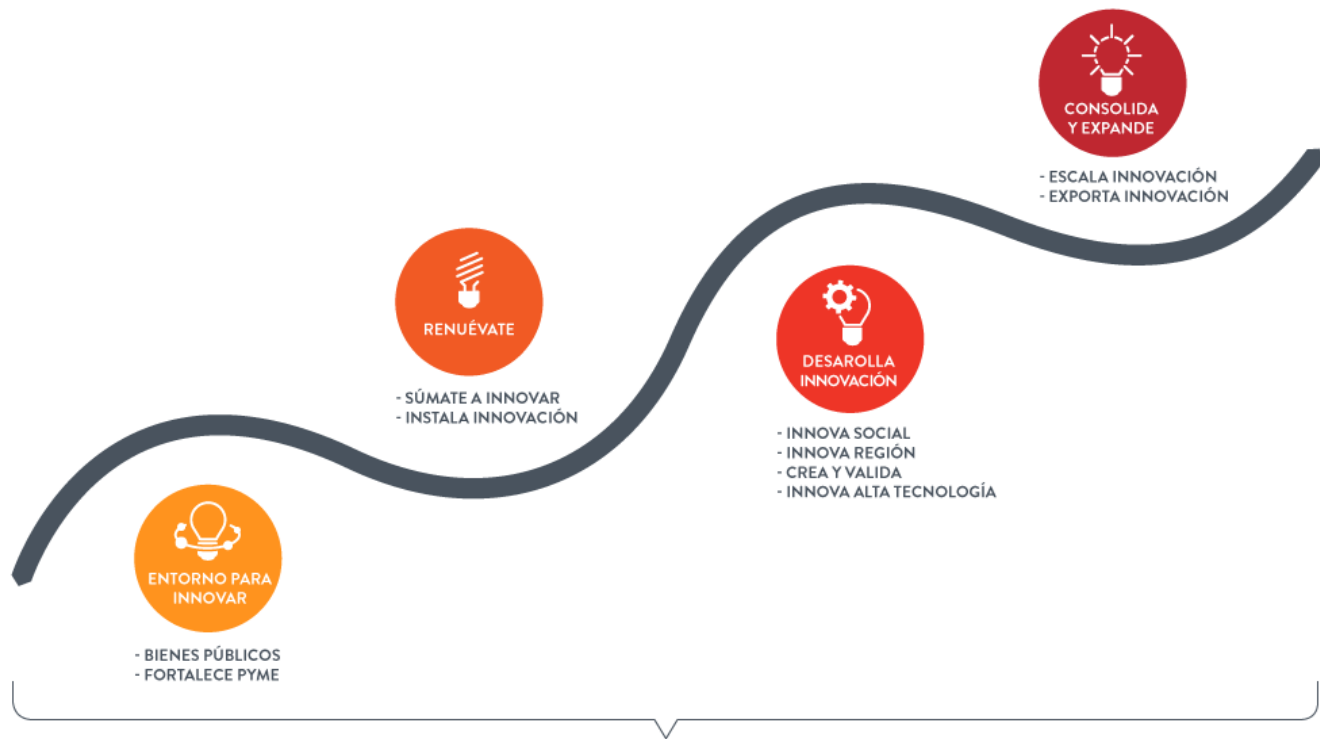 ENTORNO PARA
INNOVAR
- BIENES PÚBLICOS
- FORTALECE PYME
RENUÉVATE
- SÚMATE A INNOVAR
- INSTALA INNOVACIÓN
DESAROLLA
INNOVACIÓN
- INNOVA SOCIAL
- INNOVA REGIÓN
- CREA Y VALIDA
- INNOVA ALTA TECNOLOGÍA
CONSOLIDA
Y EXPANDE
- ESCALA INNOVACIÓN
- EXPORTA INNOVACIÓN